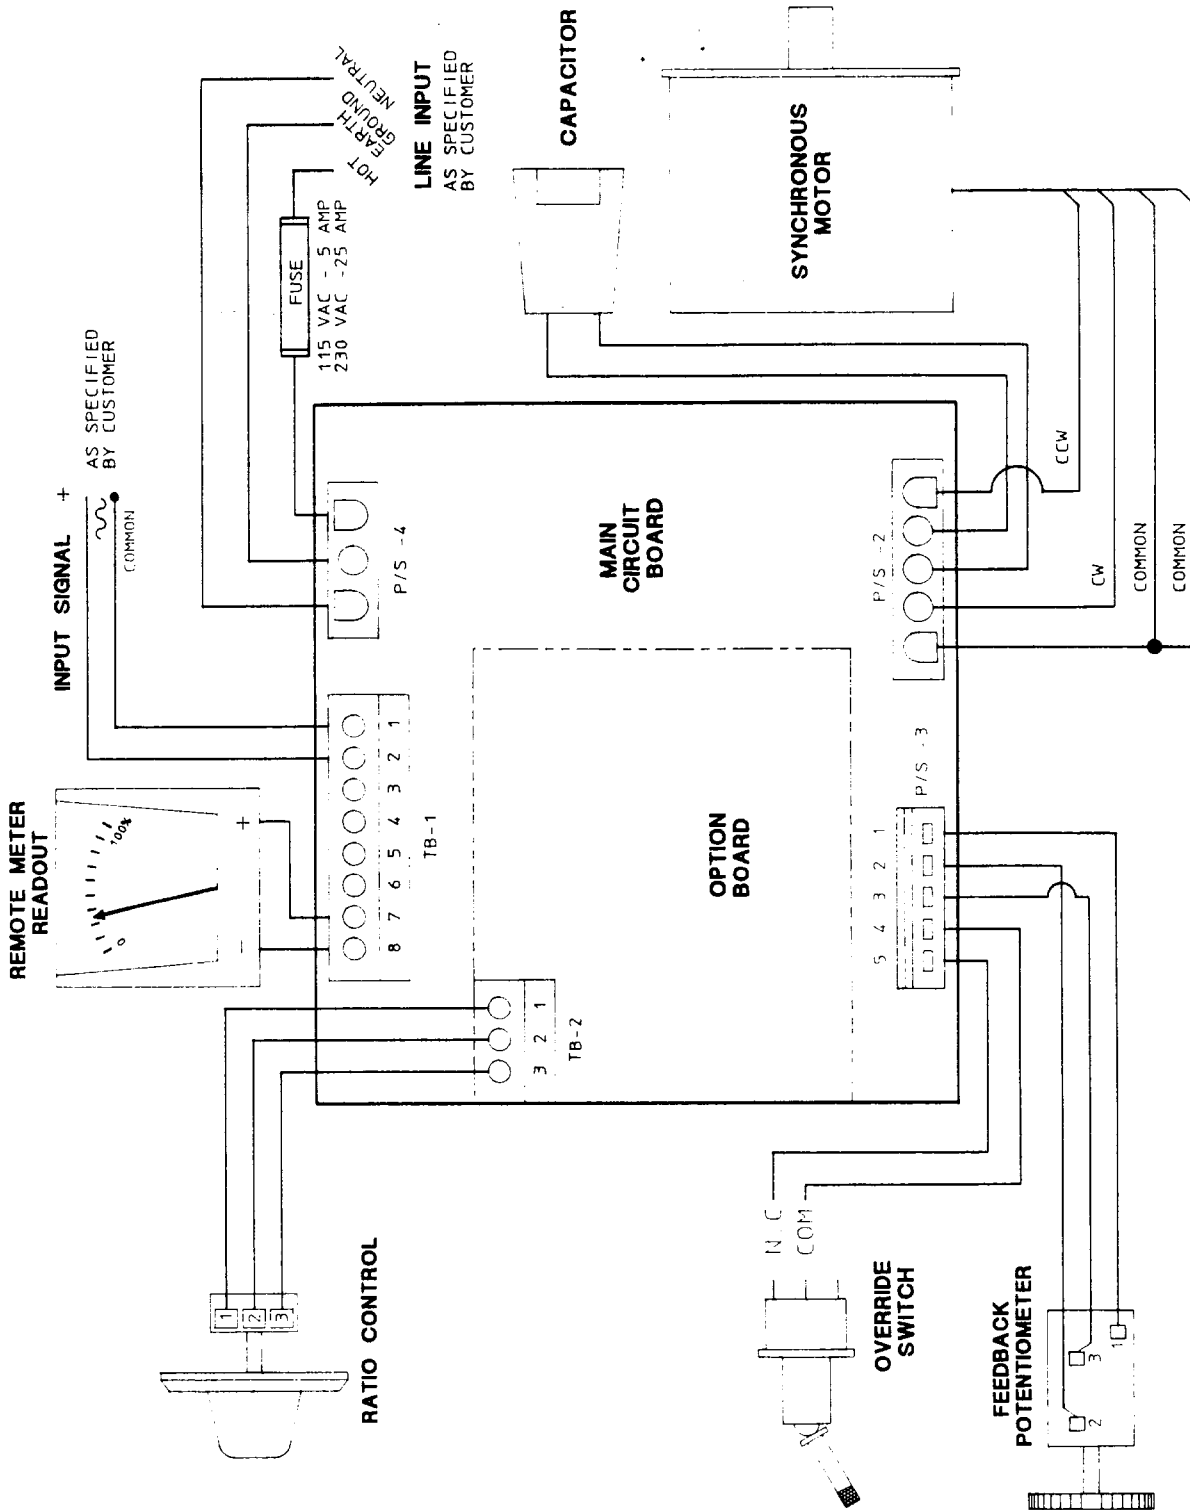 REMOTE METER
READOUT
0
100%
-
+
INPUT SIGNAL +
AS SPECIFIED
BY CUSTOMER
COMMON
1
2
3
RATIO CONTROL
FUSE
115 VAC - 5 AMP
230 VAC -25 AMP
HOT
EARTH
GROUND
NEUTRAL
LINE INPUT
AS SPECIFIED
BY CUSTOMER
8 7 6 5 4 3 2 1
TB-1
P/S -4
3 2 1
TB-2
MAIN
CIRCUIT
BOARD
OPTION
BOARD
CAPACITOR
SYNCHRONOUS
MOTOR
N.C
COM
OVERRIDE
SWITCH
5 4 3 2 1
P/S -3
P/S -2
CCW
CW
COMMON
COMMON
FEEDBACK
POTENTIOMETER
2
3
1